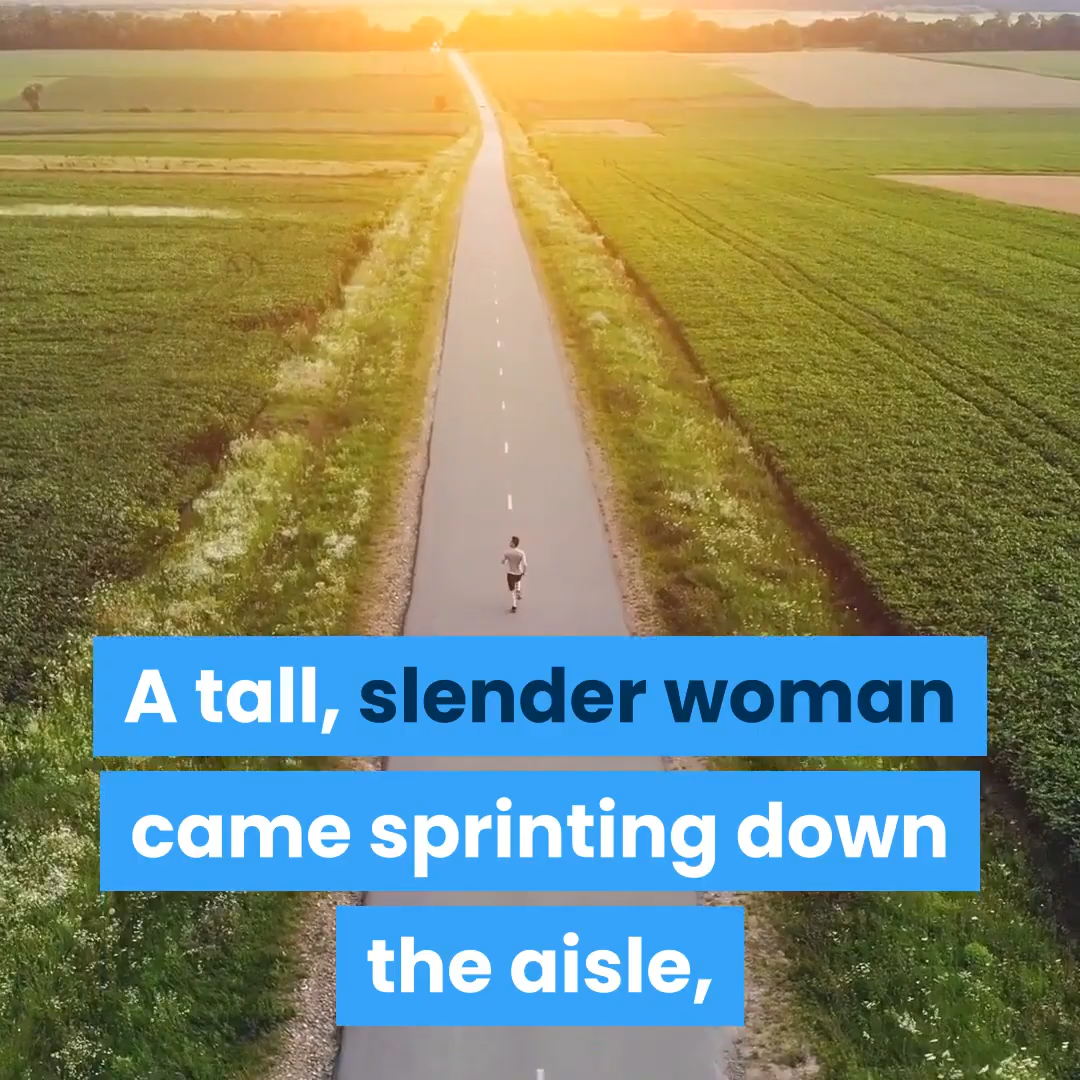 A tall, slender woman
came sprinting down
the aisle,